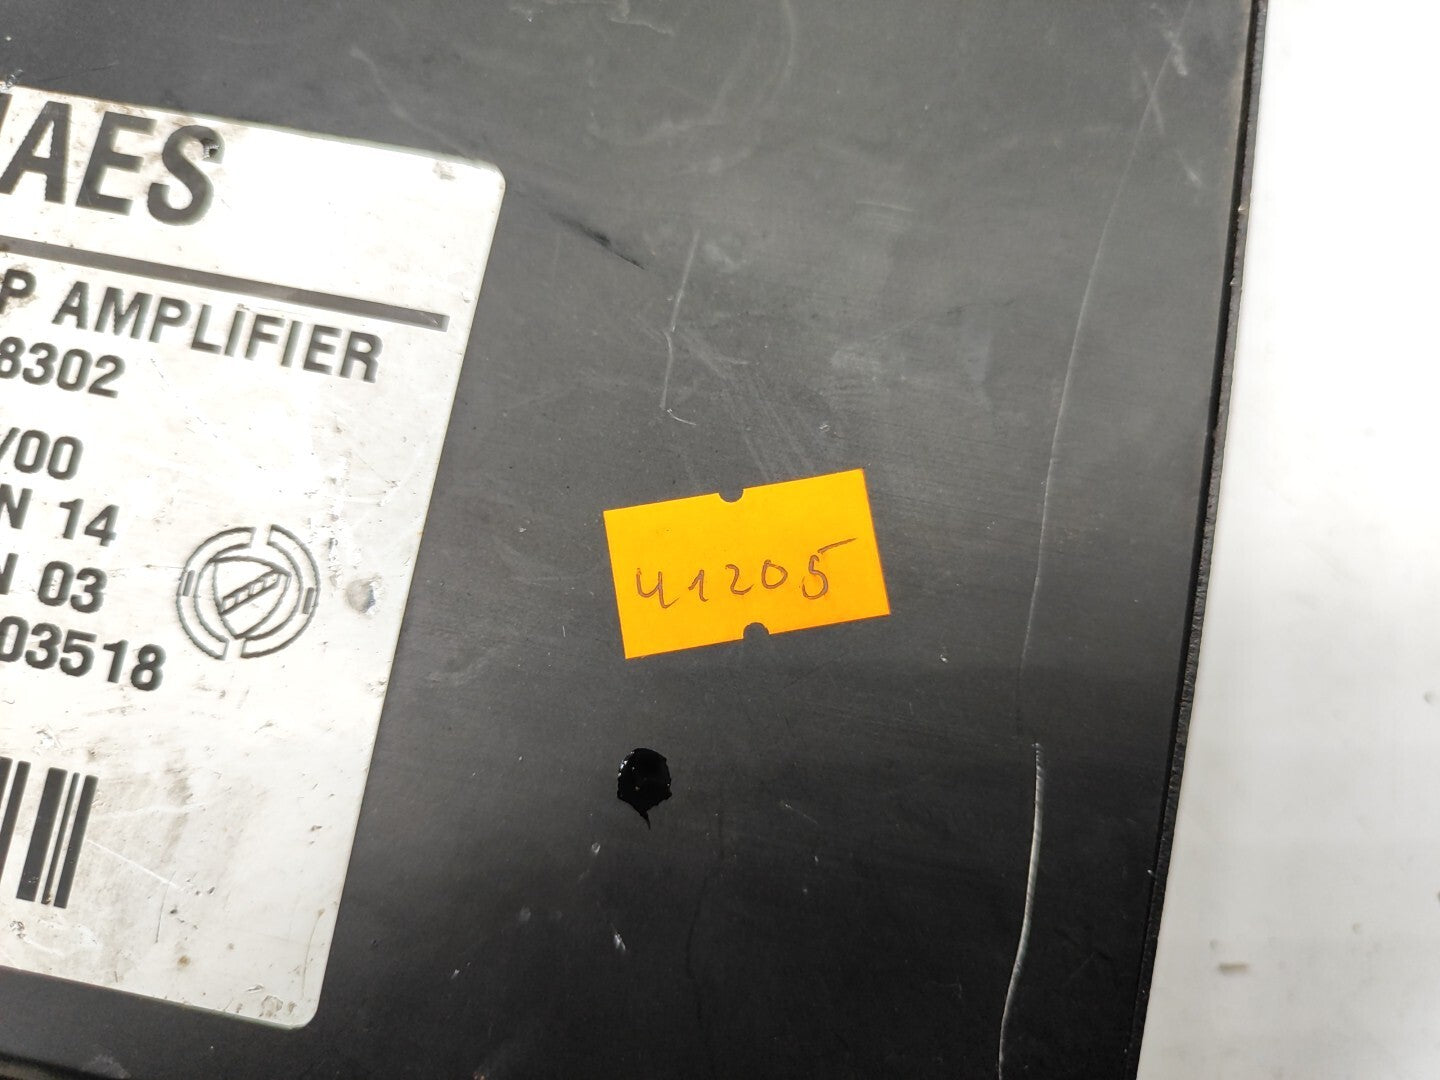 AES
P AMPLIFIER
8302
/00
N 14
N 03
03518
41205